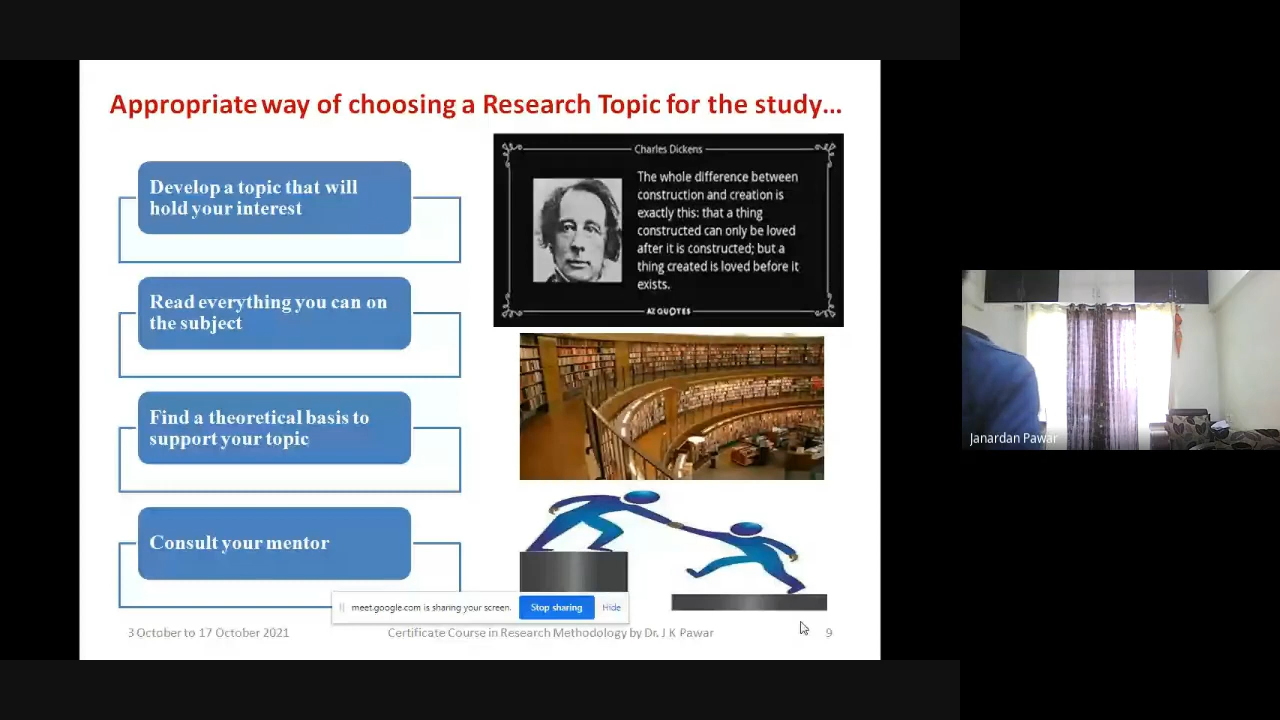 Appropriate way of choosing a Research Topic for the study...
Develop a topic that will
hold your interest
Read everything you can on
the subject
Find a theoretical basis to
support your topic
Consult your mentor
Charles Dickens
The whole difference between
construction and creation is
exactly this: that a thing
constructed can only be loved
after it is constructed; but a
thing created is loved before it
exists.
AZ QUOTES
meet.google.com is sharing your screen.
Stop sharing
Hide
3 October to 17 October 2021
Certificate Course in Research Methodology by Dr. J K Pawar
9
Janardan Pawar